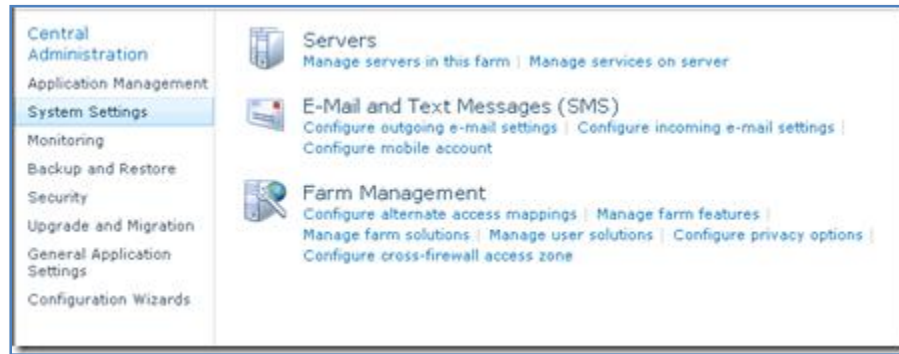 Central
Administration
Application Management
System Settings
Monitoring
Backup and Restore
Security
Upgrade and Migration
General Application
Settings
Configuration Wizards
Servers
Manage servers in this farm | Manage services on server
E-Mail and Text Messages (SMS)
Configure outgoing e-mail settings | Configure incoming e-mail settings |
Configure mobile account
Farm Management
Configure alternate access mappings | Manage farm features |
Manage farm solutions | Manage user solutions | Configure privacy options |
Configure cross-firewall access zone